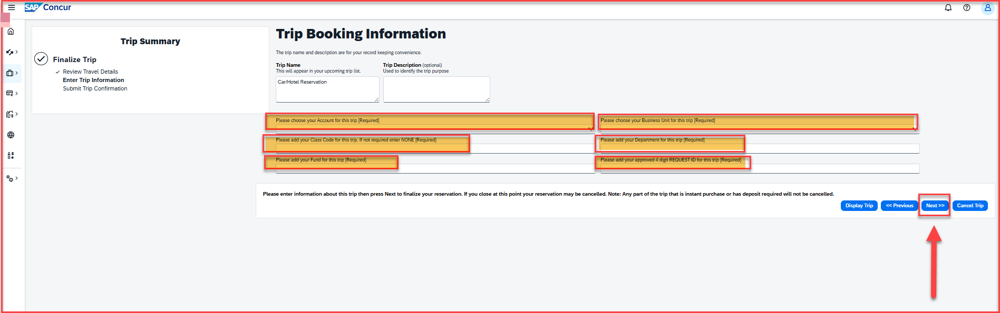 SAP Concur
Trip Summary
Finalize Trip
Review Travel Details
Enter Trip Information
Submit Trip Confirmation
Trip Booking Information
The trip name and description are for your record keeping convenience.
Trip Name
This will appear in your upcoming trip list.
Car/Hotel Reservation
Trip Description (optional)
Used to identify the trip purpose
Please choose your Account for this trip [Required]
Please choose your Business Unit for this trip [Required]
Please add your Class Code for this trip. If not required enter NONE [Required]
Please add your Department for this trip [Required]
Please add your Fund for this trip [Required]
Please add your approved 4 digit REQUEST ID for this trip [Required]
Please enter information about this trip then press Next to finalize your reservation. If you close at this point your reservation may be cancelled. Note: Any part of the trip that is instant purchase or has deposit required will not be cancelled.
Display Trip
<< Previous
Next >>
Cancel Trip